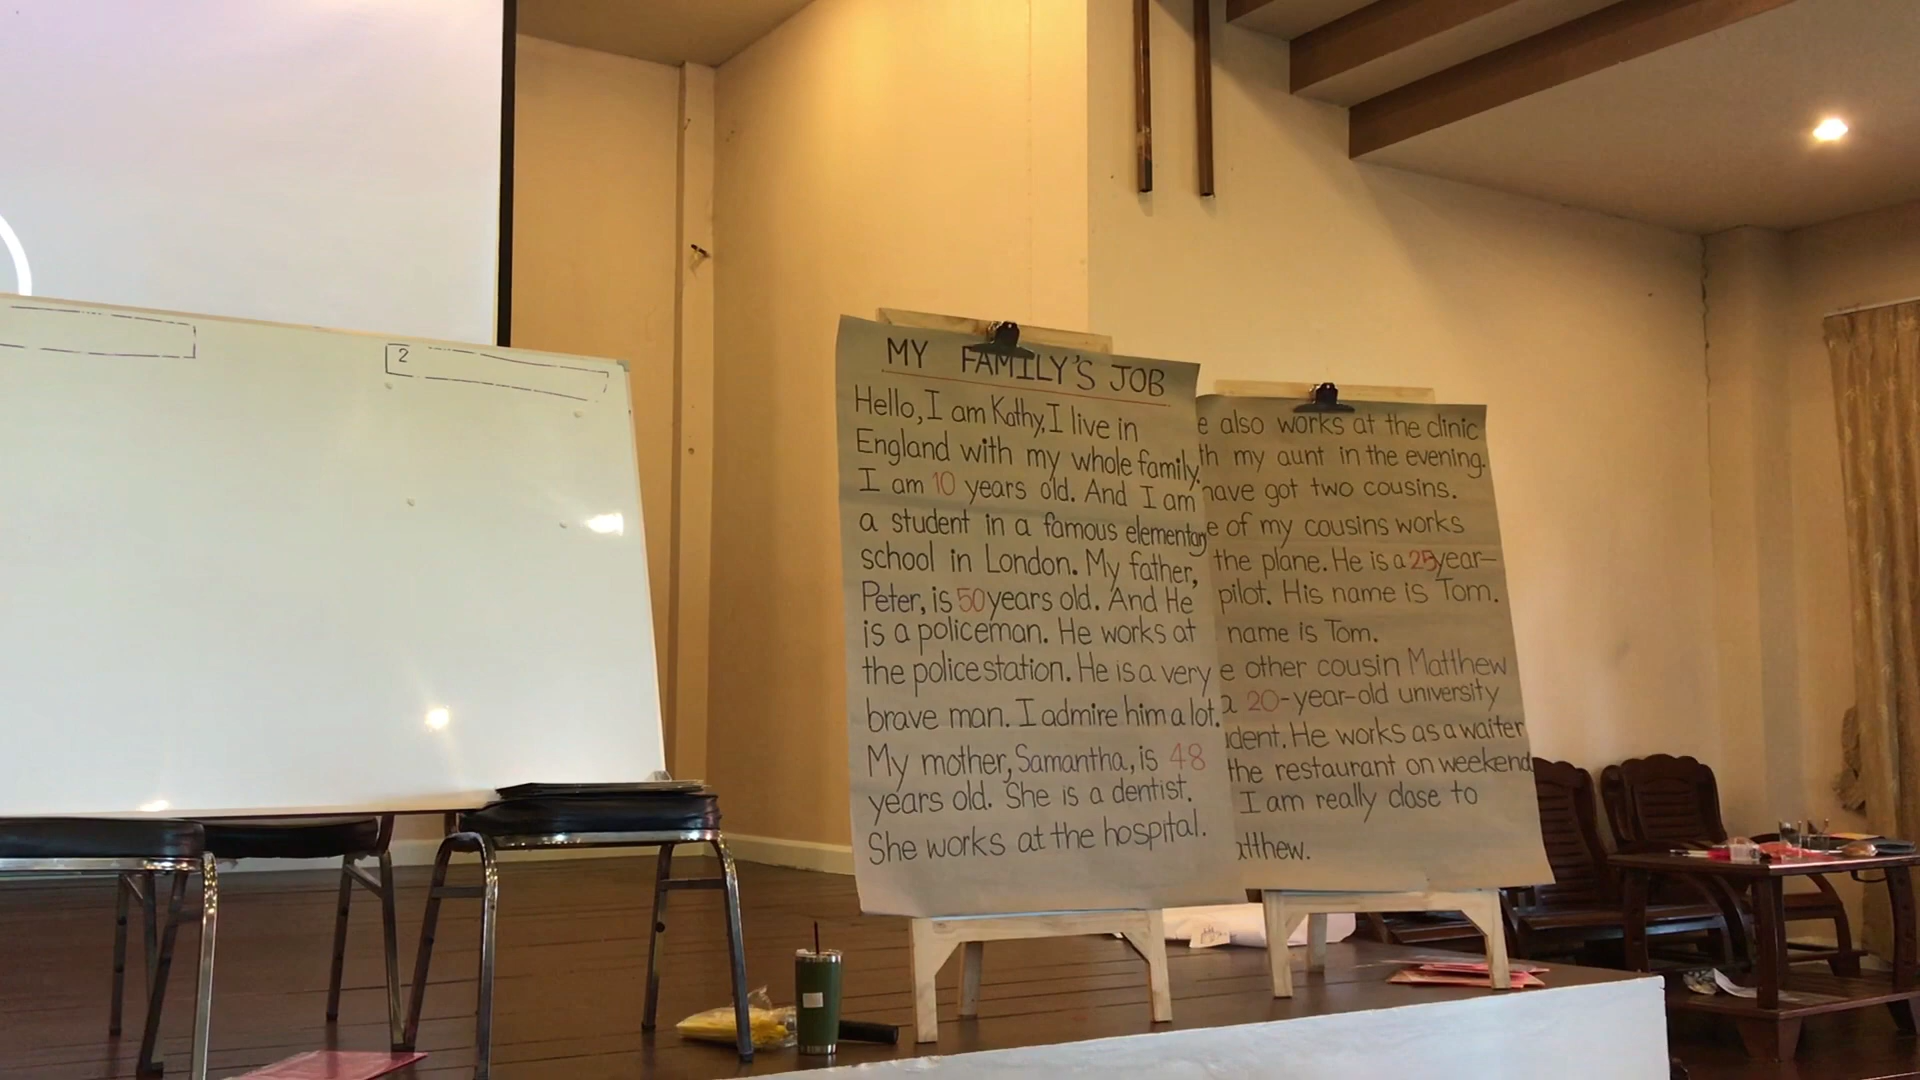 2
MY FAMILY'S JOB
Hello, I am Kathy, I live in
England with my whole family.
I am 10 years old. And I am
a student in a famous elementary
school in London. My father,
Peter, is 50 years old. And He
is a policeman. He works at
the police station. He is a very
brave man. I admire him a lot.
My mother, Samantha, is 48
years old. She is a dentist.
She works at the hospital.
also works at the clinic
my aunt in the evening.
have got two cousins.
of my cousins works
the plane. He is a 25 year-
pilot. His name is Tom.
name is Tom.
other cousin Matthew
a 20-year-old university
He works as a waiter
the restaurant on weekend
I am really close to